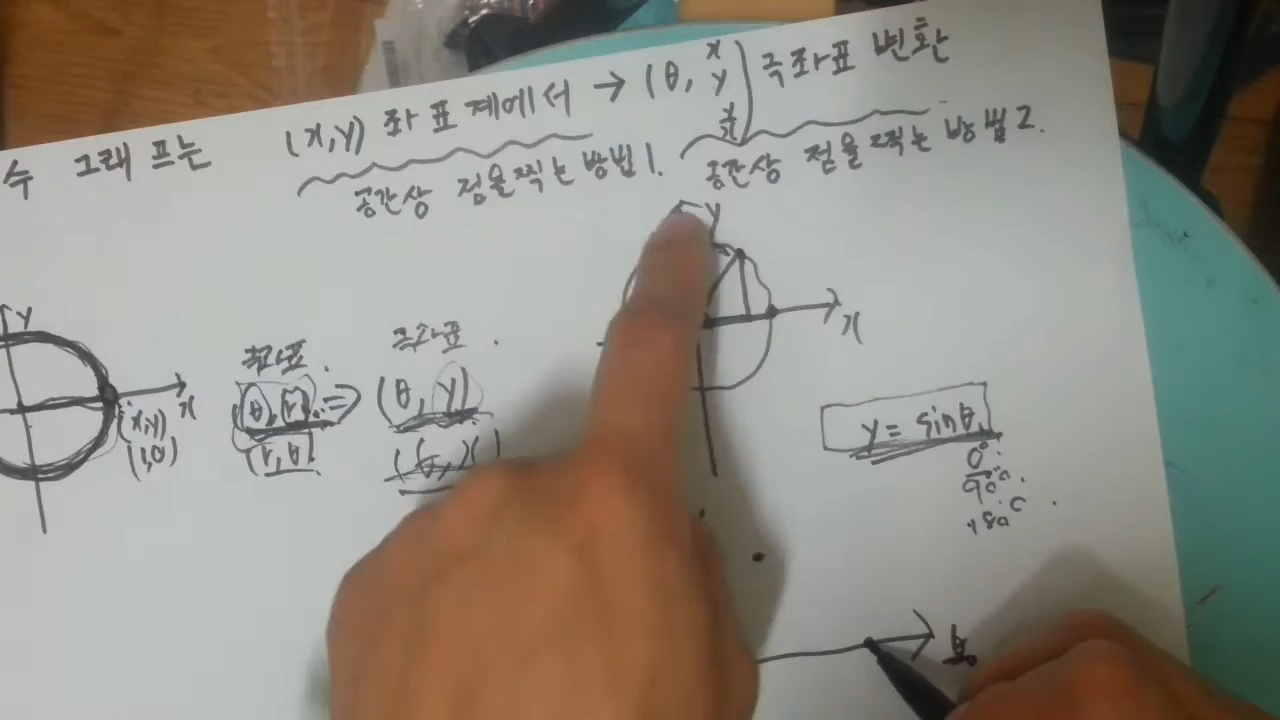 수 그래프는 (x,y) 좌표계에서 → (θ, x y y/x) 극좌표 변환
공간상 점을 찍는 방법1. 공간상 점을 찍는 방법2.
y
y
x
x
극좌표.
극좌표.
(θ,r) ⇒ (θ, y)
(r,θ)
(θ,x)
(x,y)
(1,0)
y = sinθ
0°
90°
180°
θ